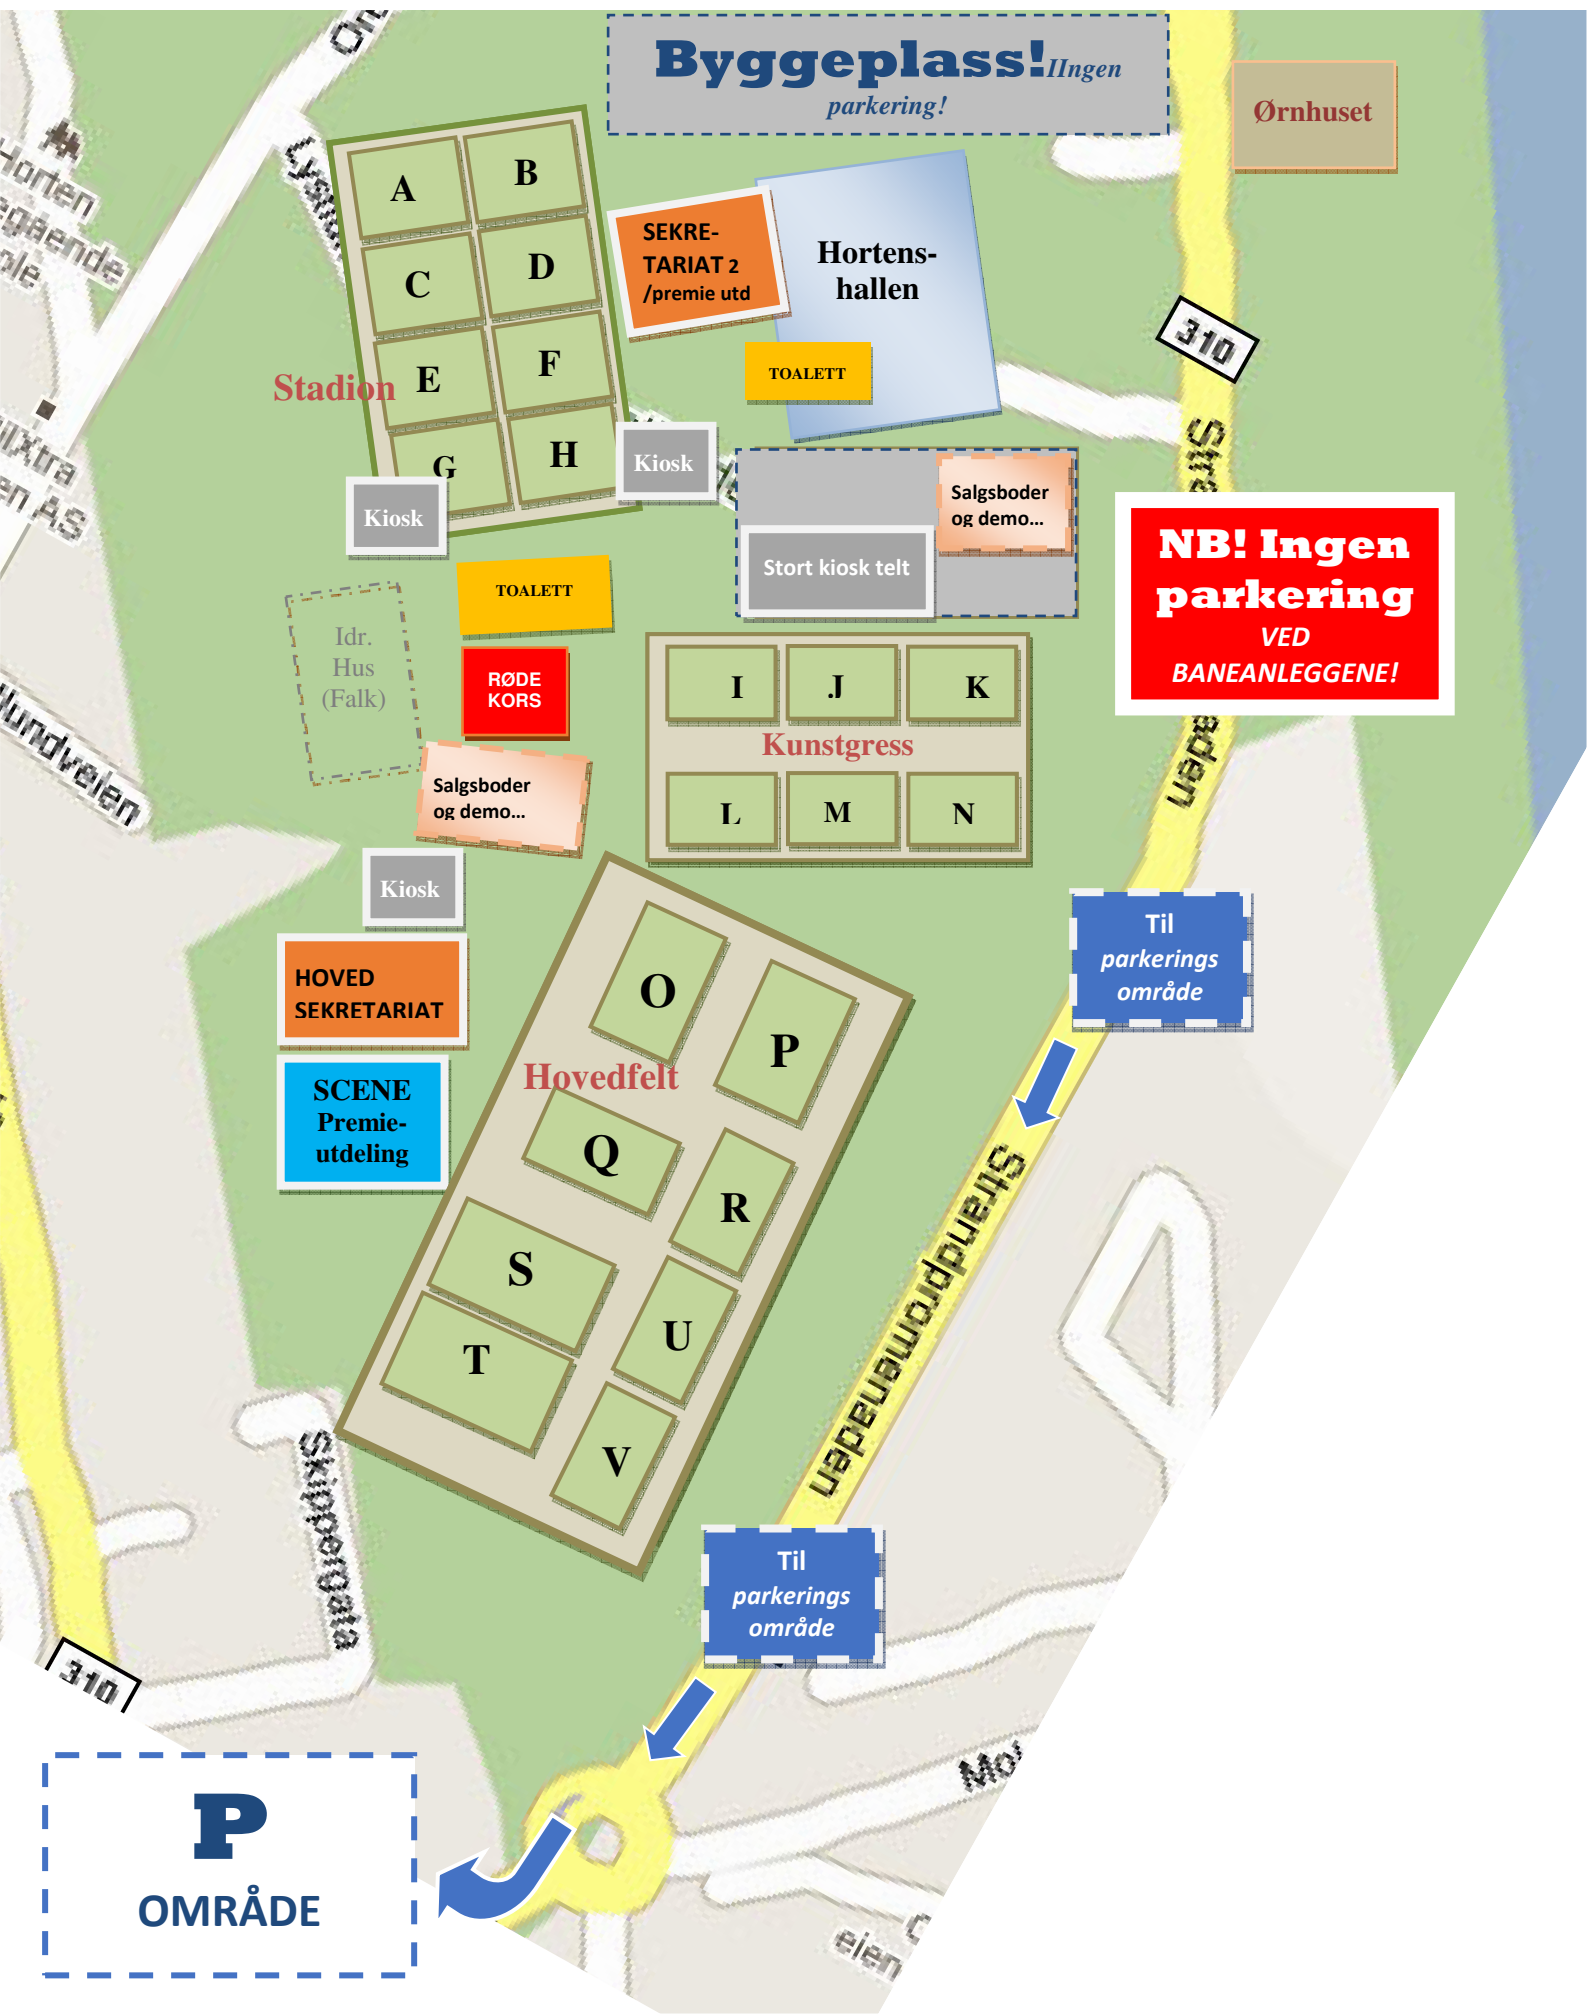 Byggeplass! IIngen
parkering!
Ørnhuset
Horten
A
B
C
D
E
F
G
H
Stadion
SEKRE-
TARIAT 2
/premie utd
Hortens-
hallen
TOALETT
310
Kiosk
Kiosk
Salgsboder
og demo...
Stort kiosk telt
NB! Ingen
parkering
VED
BANEANLEGGENE!
TOALETT
Idr.
Hus
(Falk)
RØDE
KORS
I
J
K
Kunstgress
L
M
N
Salgsboder
og demo...
Kiosk
HOVED
SEKRETARIAT
SCENE
Premie-
utdeling
O
P
Hovedfelt
Q
R
S
T
U
V
Til
parkerings
område
Strandpromenaden
Skippergata
Til
parkerings
område
310
P
OMRÅDE